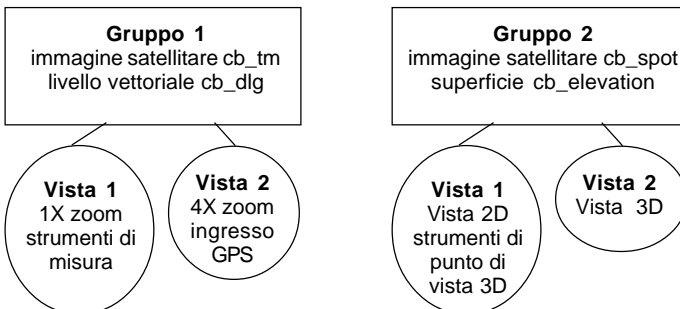 Gruppo 1
immagine satellitare cb_tm
livello vettoriale cb_dlg
Gruppo 2
immagine satellitare cb_spot
superficie cb_elevation
Vista 1
1X zoom
strumenti di
misura
Vista 2
4X zoom
ingresso
GPS
Vista 1
Vista 2D
strumenti di
punto di
vista 3D
Vista 2
Vista 3D